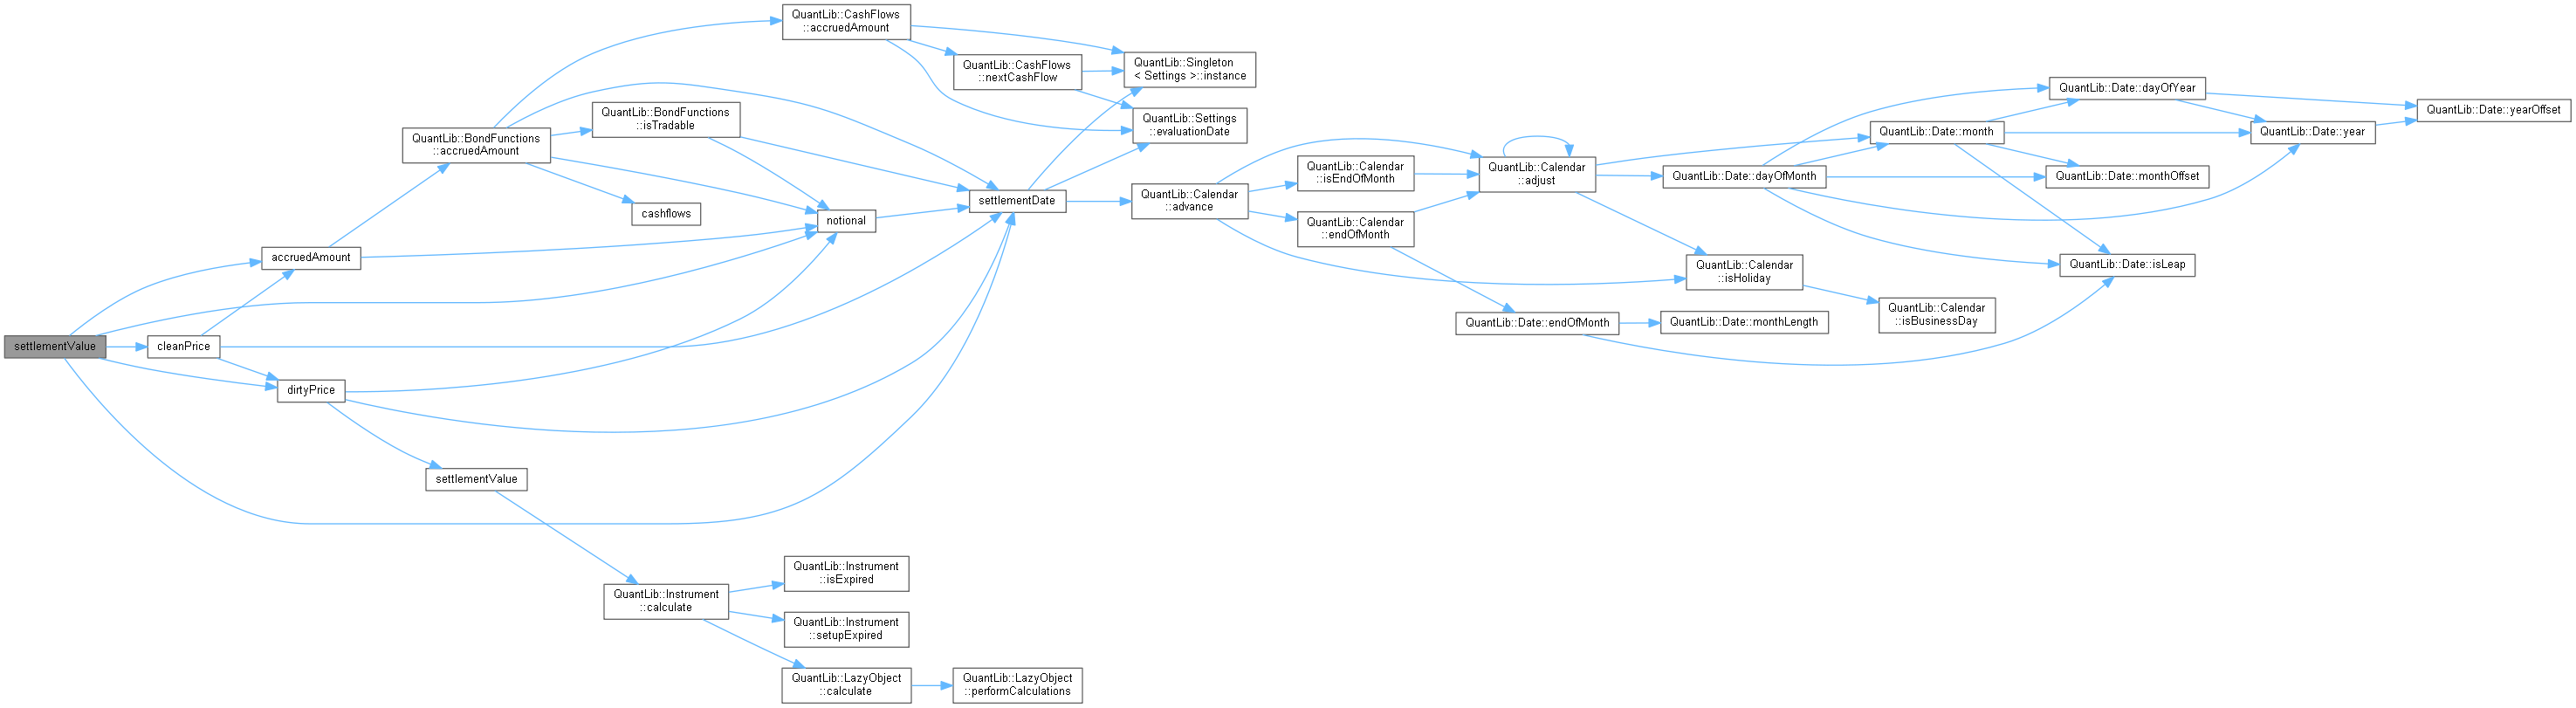 settlementValue
cleanPrice
accruedAmount
dirtyPrice
QuantLib::BondFunctions
::accruedAmount
settlementValue
QuantLib::CashFlows
::accruedAmount
QuantLib::BondFunctions
::isTradable
cashflows
notional
QuantLib::Instrument
::calculate
QuantLib::Instrument
::isExpired
QuantLib::Instrument
::setupExpired
QuantLib::LazyObject
::calculate
QuantLib::LazyObject
::performCalculations
QuantLib::CashFlows
::nextCashFlow
settlementDate
QuantLib::Singleton
< Settings >::instance
QuantLib::Settings
::evaluationDate
QuantLib::Calendar
::advance
QuantLib::Calendar
::isEndOfMonth
QuantLib::Calendar
::endOfMonth
QuantLib::Calendar
::adjust
QuantLib::Date::endOfMonth
QuantLib::Date::dayOfMonth
QuantLib::Calendar
::isHoliday
QuantLib::Date::monthLength
QuantLib::Date::month
QuantLib::Calendar
::isBusinessDay
QuantLib::Date::dayOfYear
QuantLib::Date::monthOffset
QuantLib::Date::isLeap
QuantLib::Date::year
QuantLib::Date::yearOffset